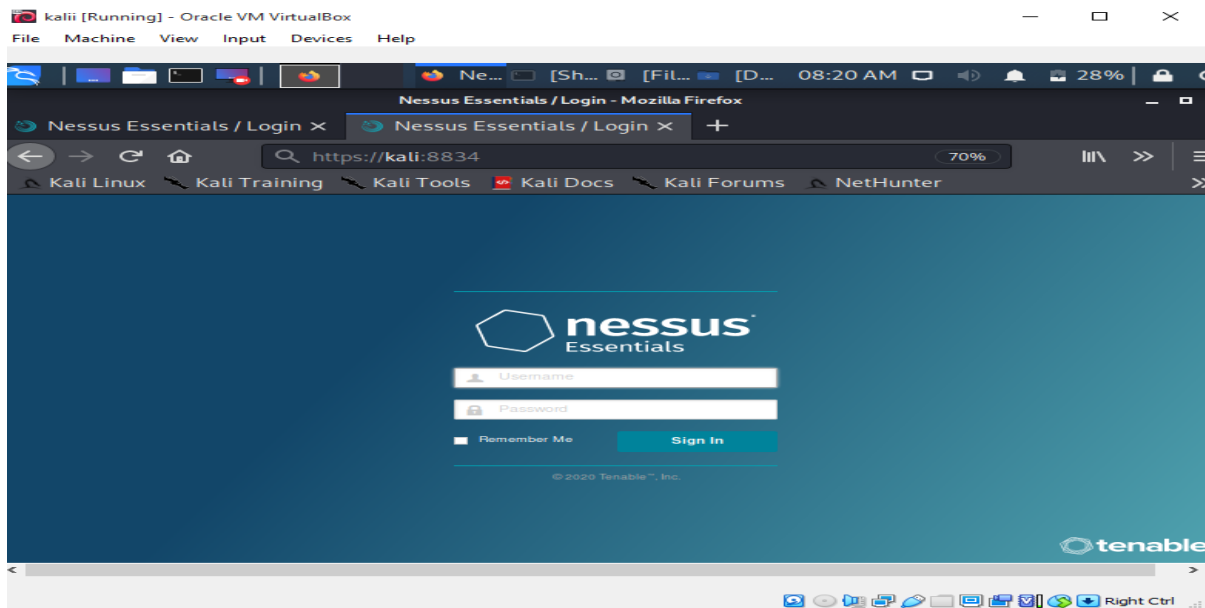 kalii [Running] - Oracle VM VirtualBox
File Machine View Input Devices Help
Ne... [Sh... [Fil... [D... 08:20 AM 28%
Nessus Essentials / Login - Mozilla Firefox
Nessus Essentials / Login Nessus Essentials / Login
https://kali:8834 70%
Kali Linux Kali Training Kali Tools Kali Docs Kali Forums NetHunter
nessus
Essentials
Username
Password
Remember Me Sign In
© 2020 Tenable™, Inc.
tenable
Right Ctrl